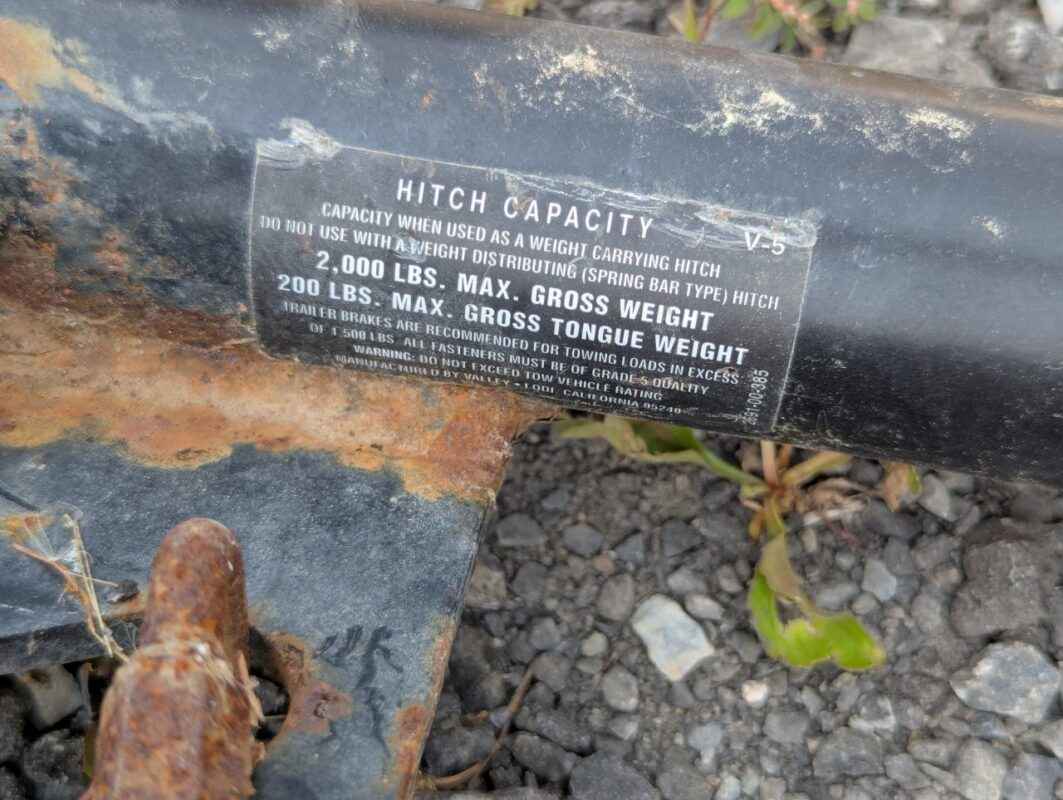 HITCH CAPACITY
V-5
CAPACITY WHEN USED AS A WEIGHT CARRYING HITCH
DO NOT USE WITH A WEIGHT DISTRIBUTING (SPRING BAR TYPE) HITCH
2,000 LBS. MAX. GROSS WEIGHT
200 LBS. MAX. GROSS TONGUE WEIGHT
TRAILER BRAKES ARE RECOMMENDED FOR TOWING LOADS IN EXCESS
OF 1 500 LBS ALL FASTENERS MUST BE OF GRADE 5 QUALITY
WARNING: DO NOT EXCEED TOW VEHICLE RATING
MANUFACTURED BY VALLEY • LODI, CALIFORNIA 95240
91-00-385